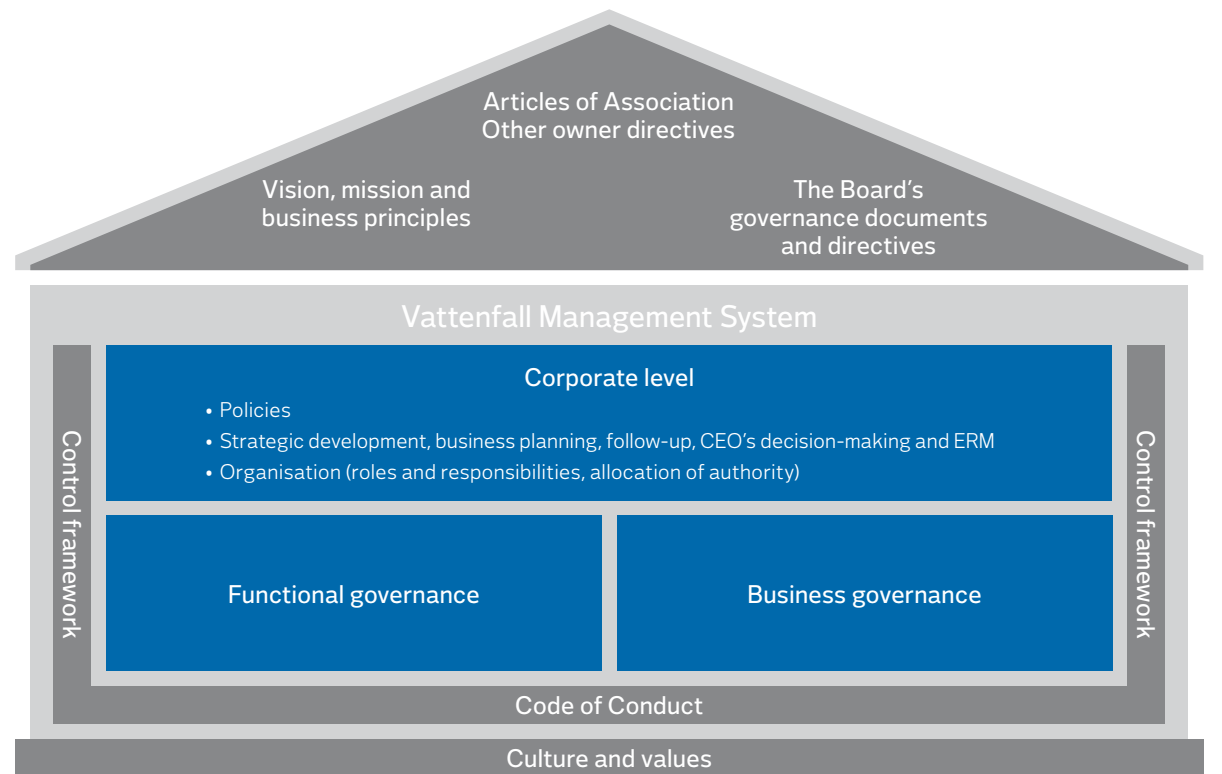 Articles of Association
Other owner directives
Vision, mission and
business principles
The Board’s
governance documents
and directives
Vattenfall Management System
Control framework
Corporate level
• Policies
• Strategic development, business planning, follow-up, CEO’s decision-making and ERM
• Organisation (roles and responsibilities, allocation of authority)
Functional governance
Business governance
Control framework
Code of Conduct
Culture and values